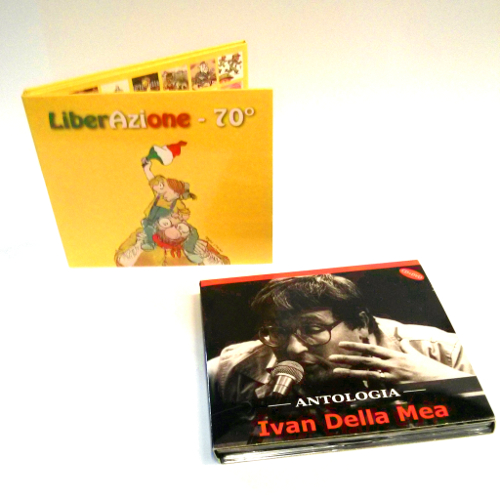 LiberAzione - 70°
ANTOLOGIA
Ivan Della Mea